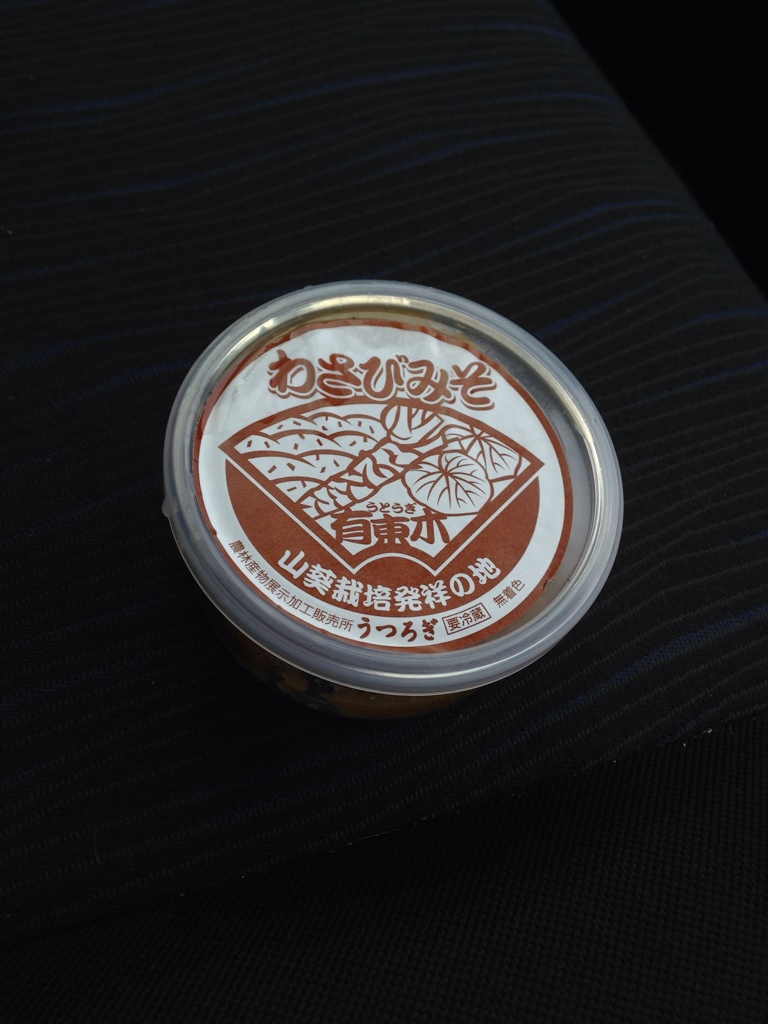 わさびみそ
うとうぎ
有東木
山葵栽培発祥の地
農林産物展示加工販売所 うつろぎ 要冷蔵 無着色